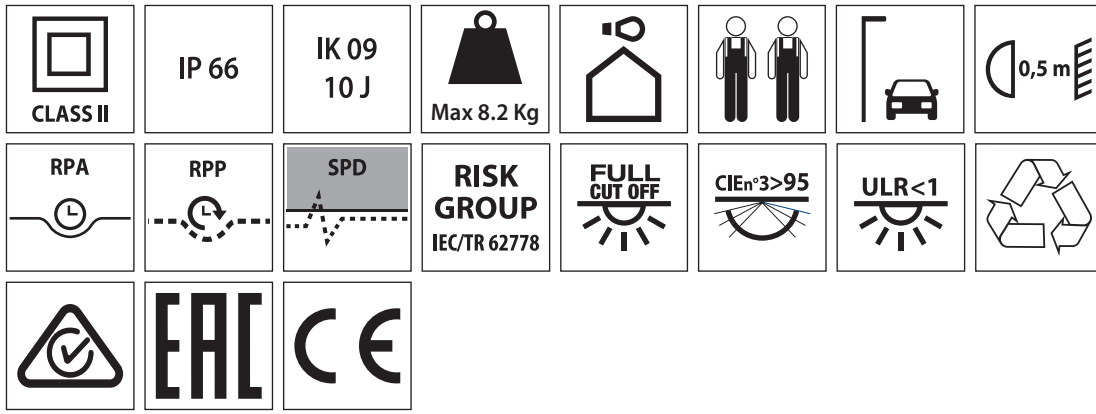 CLASS II
IP 66
IK 09
10 J
Max 8.2 Kg
0,5 m
RPA
RPP
SPD
RISK
GROUP
IEC/TR 62778
FULL
CUT OFF
CIEn°3>95
ULR<1
EAC
CE